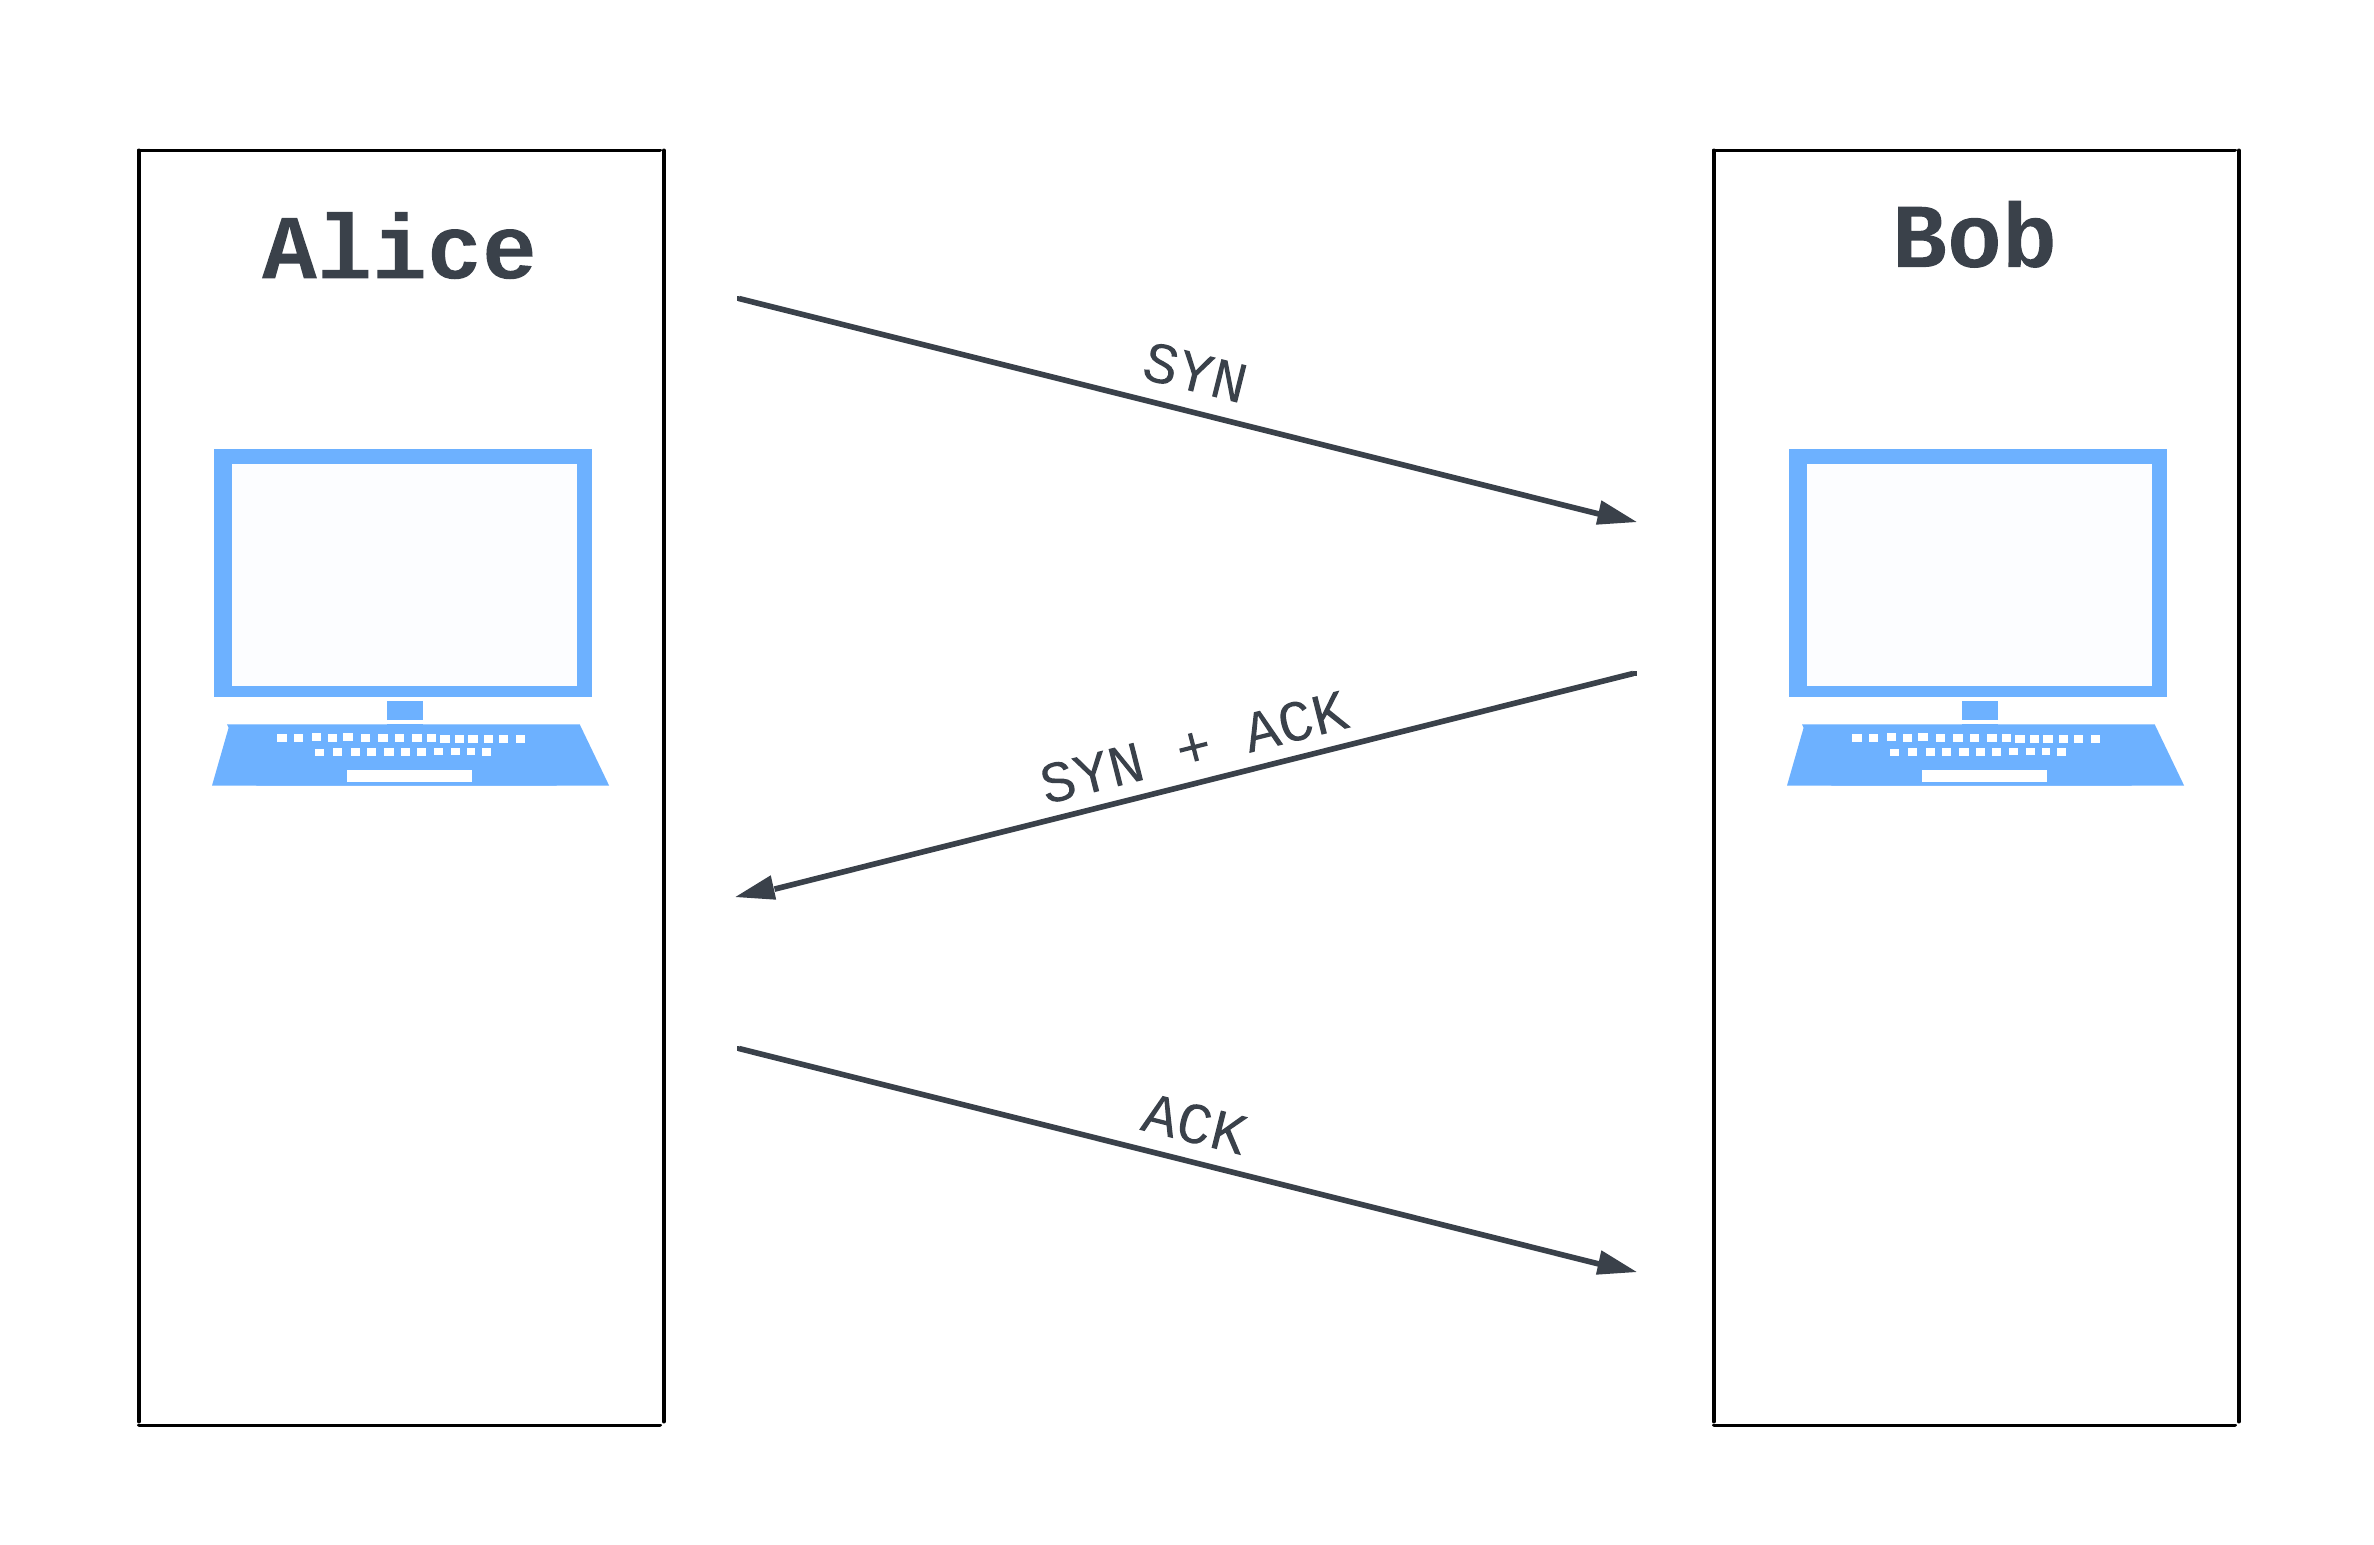 Alice
Bob
SYN
SYN + ACK
ACK